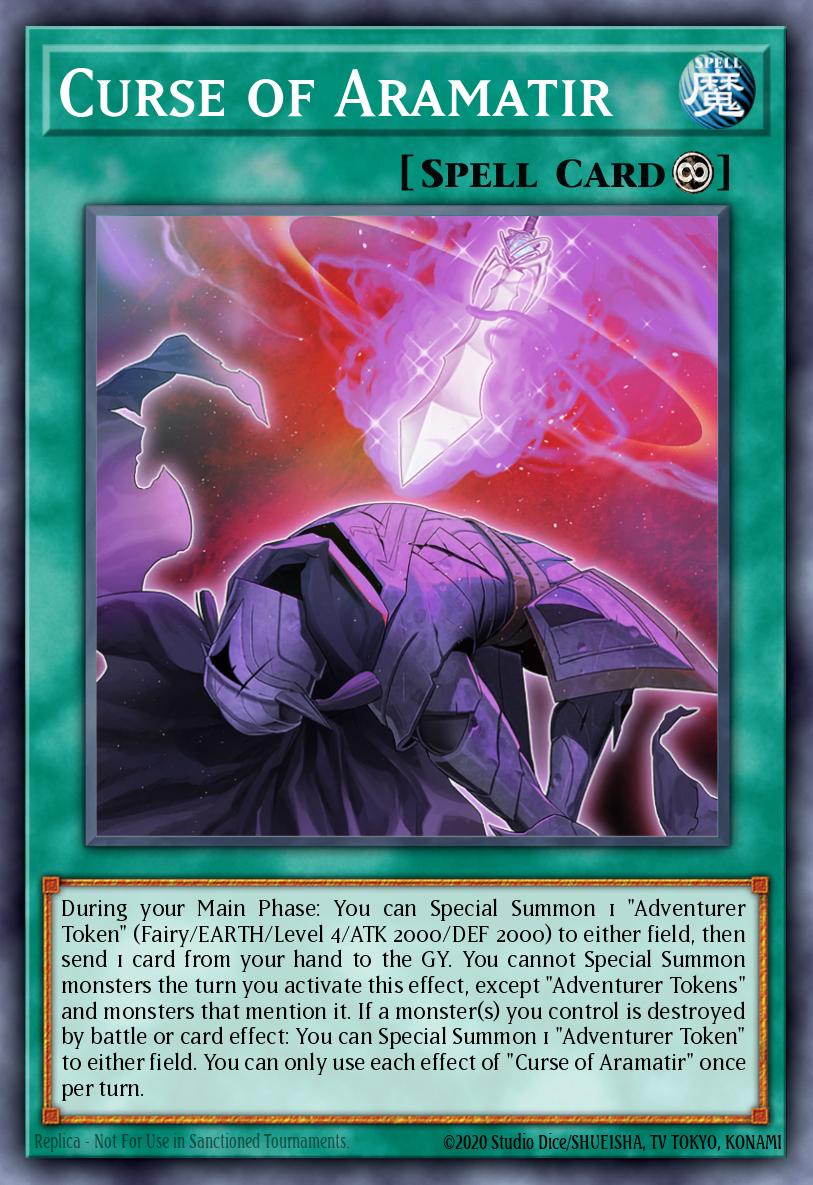 Curse of Aramatir
SPELL
魔
[Spell Card]
During your Main Phase: You can Special Summon 1 "Adventurer
Token" (Fairy/EARTH/Level 4/ATK 2000/DEF 2000) to either field, then
send 1 card from your hand to the GY. You cannot Special Summon
monsters the turn you activate this effect, except "Adventurer Tokens"
and monsters that mention it. If a monster(s) you control is destroyed
by battle or card effect: You can Special Summon 1 "Adventurer Token"
to either field. You can only use each effect of "Curse of Aramatir" once
per turn.
Replica - Not For Use in Sanctioned Tournaments.
©2020 Studio Dice/SHUEISHA, TV TOKYO, KONAMI